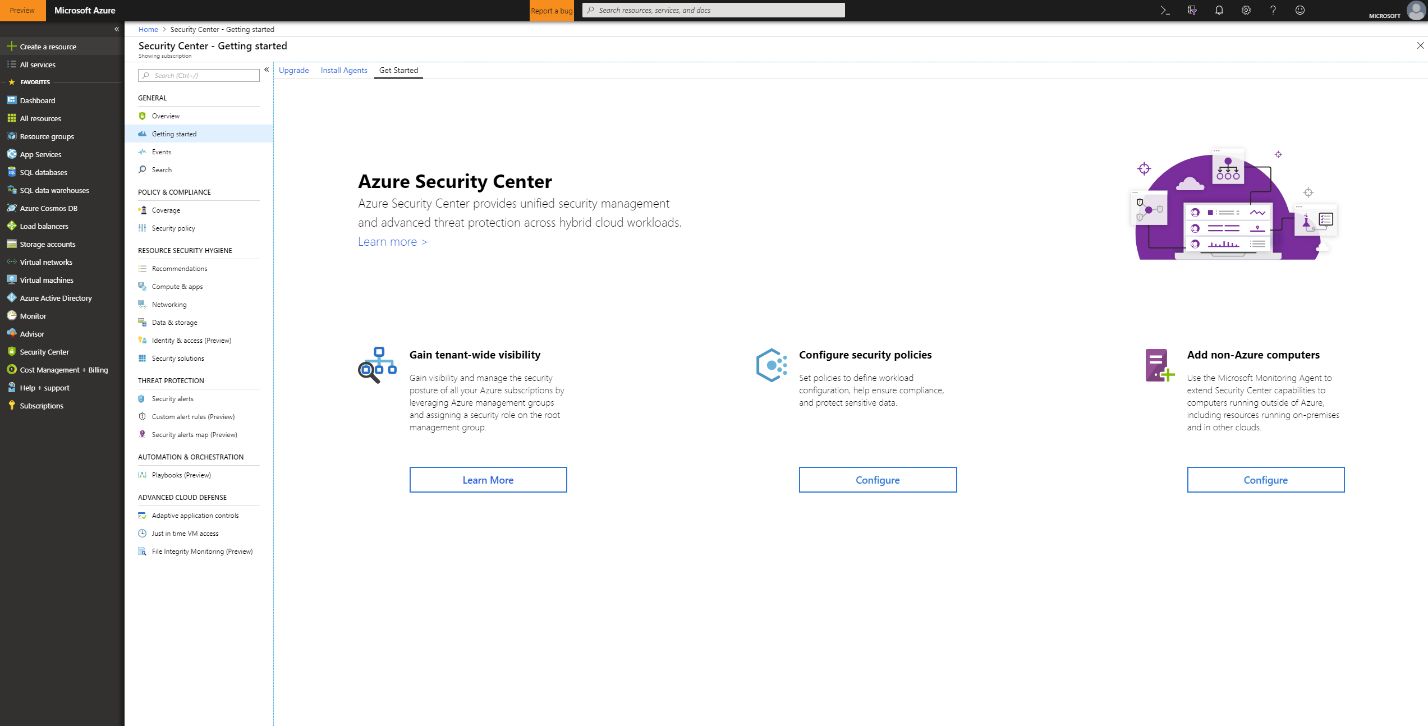 Preview
Microsoft Azure
Report a bug
Search resources, services, and docs
MICROSOFT
Create a resource
All services
FAVORITES
Dashboard
All resources
Resource groups
App Services
SQL databases
SQL data warehouses
Azure Cosmos DB
Load balancers
Storage accounts
Virtual networks
Virtual machines
Azure Active Directory
Monitor
Advisor
Security Center
Cost Management + Billing
Help + support
Subscriptions
Home > Security Center - Getting started
Security Center - Getting started
Showing subscription
Search (Ctrl+/)
GENERAL
Overview
Getting started
Events
Search
POLICY & COMPLIANCE
Coverage
Security policy
RESOURCE SECURITY HYGIENE
Recommendations
Compute & apps
Networking
Data & storage
Identity & access (Preview)
Security solutions
THREAT PROTECTION
Security alerts
Custom alert rules (Preview)
Security alerts map (Preview)
AUTOMATION & ORCHESTRATION
Playbooks (Preview)
ADVANCED CLOUD DEFENSE
Adaptive application controls
Just in time VM access
File Integrity Monitoring (Preview)
Upgrade Install Agents Get Started
Azure Security Center
Azure Security Center provides unified security management
and advanced threat protection across hybrid cloud workloads.
Learn more >
Gain tenant-wide visibility
Gain visibility and manage the security
posture of all your Azure subscriptions by
leveraging Azure management groups
and assigning a security role on the root
management group.
Learn More
Configure security policies
Set policies to define workload
configuration, help ensure compliance,
and protect sensitive data.
Configure
Add non-Azure computers
Use the Microsoft Monitoring Agent to
extend Security Center capabilities to
computers running outside of Azure,
including resources running on-premises
and in other clouds.
Configure